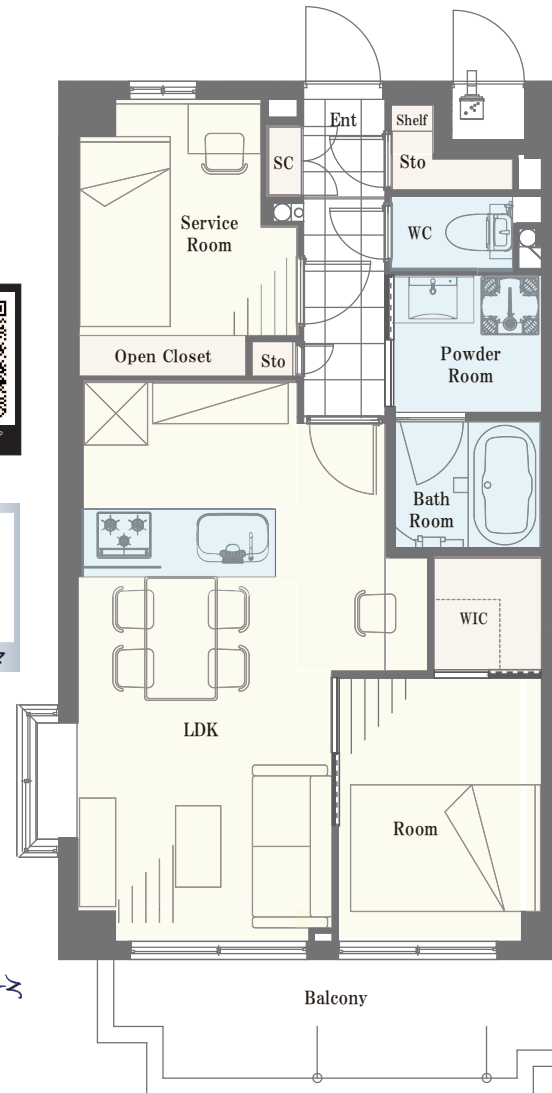 Ent
Shelf
SC
Sto
Service
Room
WC
Open Closet
Sto
Powder
Room
Bath
Room
WIC
LDK
Room
N
Balcony